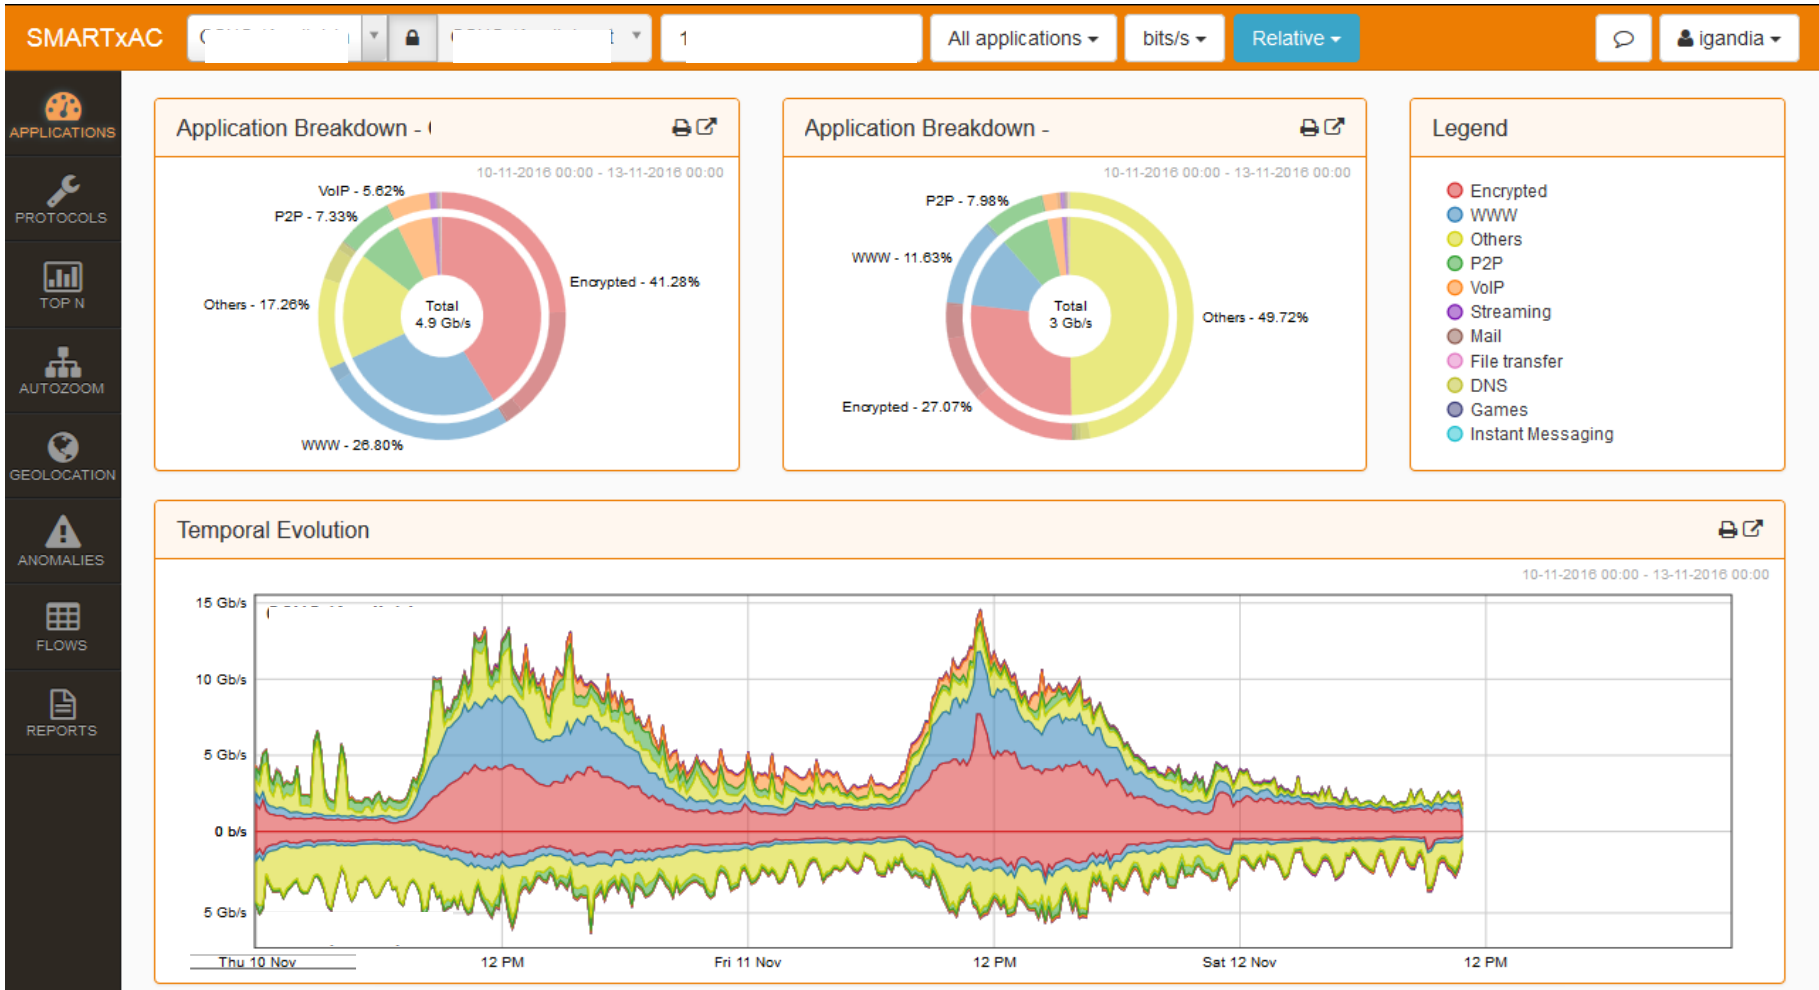 SMARTxAC
All applications
bits/s
Relative
igandia
APPLICATIONS
PROTOCOLS
TOP N
AUTOZOOM
GEOLOCATION
ANOMALIES
FLOWS
REPORTS
Application Breakdown -
10-11-2016 00:00 - 13-11-2016 00:00
VoIP - 5.62%
P2P - 7.33%
Encrypted - 41.28%
Others - 17.26%
Total
4.9 Gb/s
WWW - 26.80%
Application Breakdown -
10-11-2016 00:00 - 13-11-2016 00:00
P2P - 7.98%
WWW - 11.63%
Total
3 Gb/s
Others - 49.72%
Encrypted - 27.07%
Legend
Encrypted
WWW
Others
P2P
VoIP
Streaming
Mail
File transfer
DNS
Games
Instant Messaging
Temporal Evolution
10-11-2016 00:00 - 13-11-2016 00:00
15 Gb/s
10 Gb/s
5 Gb/s
0 b/s
5 Gb/s
Thu 10 Nov
12 PM
Fri 11 Nov
12 PM
Sat 12 Nov
12 PM